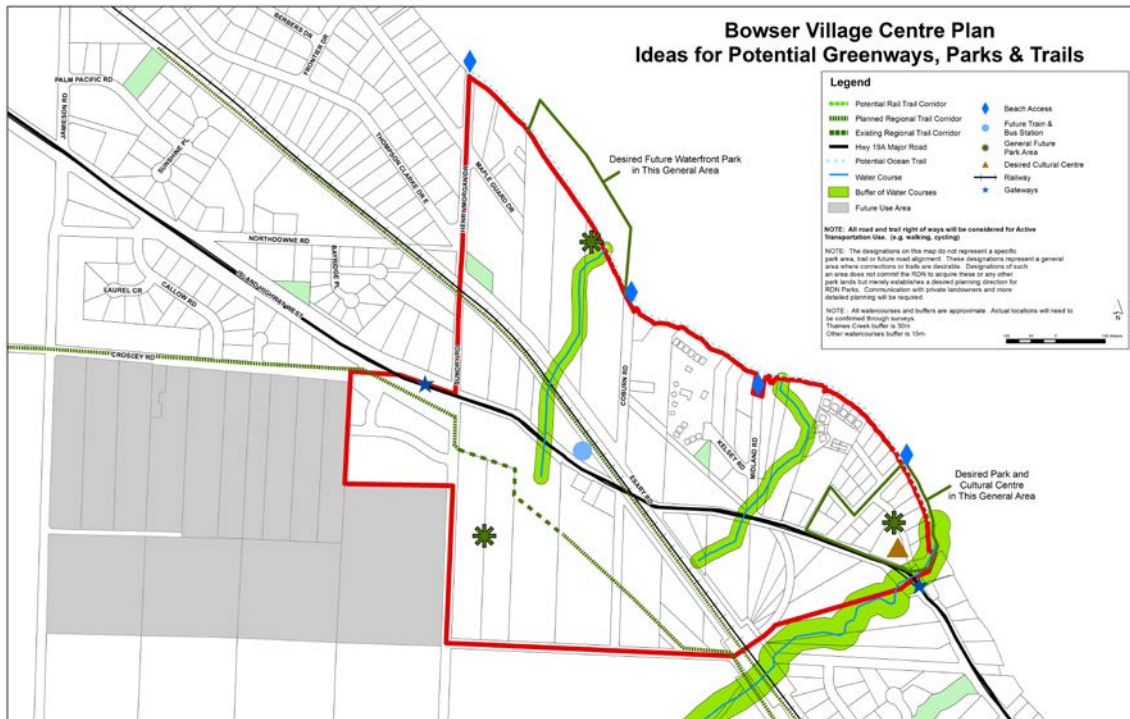 Bowser Village Centre Plan
Ideas for Potential Greenways, Parks & Trails
Legend
Potential Rail Trail Corridor
Planned Regional Trail Corridor
Existing Regional Trail Corridor
Hwy 19A Major Road
Potential Ocean Trail
Water Course
Buffer of Water Courses
Future Use Area
Beach Access
Future Train &
Bus Station
General Future
Park Area
Desired Cultural Centre
Railway
Gateways
NOTE: All road and trail right of ways will be considered for Active
Transportation Use. (e.g. walking, cycling)
NOTE: The designations on this map do not represent a specific
park area, trail or future road alignment. These designations represent a general
area where connections or trails are desirable. Designations of such
an area does not commit the RDN to acquire these or any other
park lands but merely establishes a desired planning direction for
RDN Parks. Communication with private landowners and more
detailed planning will be required
NOTE : All watercourses and buffers are approximate. Actual locations will need to
be confirmed through surveys.
Thames Creek buffer is 30m
Other watercourses buffer is 15m
N
BERBERS DR
FRONTIER DR
PALM PACIFIC RD
JAMIESON RD
SUNSHINE PL
THOMPSON CLARKE DR E
MAPLE GUARD DR
HENRY MORGAN DR
Desired Future Waterfront Park
in This General Area
NORTHDOWNE RD
BAYRIDGE PL
LAUREL CR
CALLOW RD
ISLAND HIGHWAY WEST
CROSLEY RD
SUNDRY RD
COBURN RD
KELSEY RD
MIDLAND RD
ESARY RD
Desired Park and
Cultural Centre
in This General Area